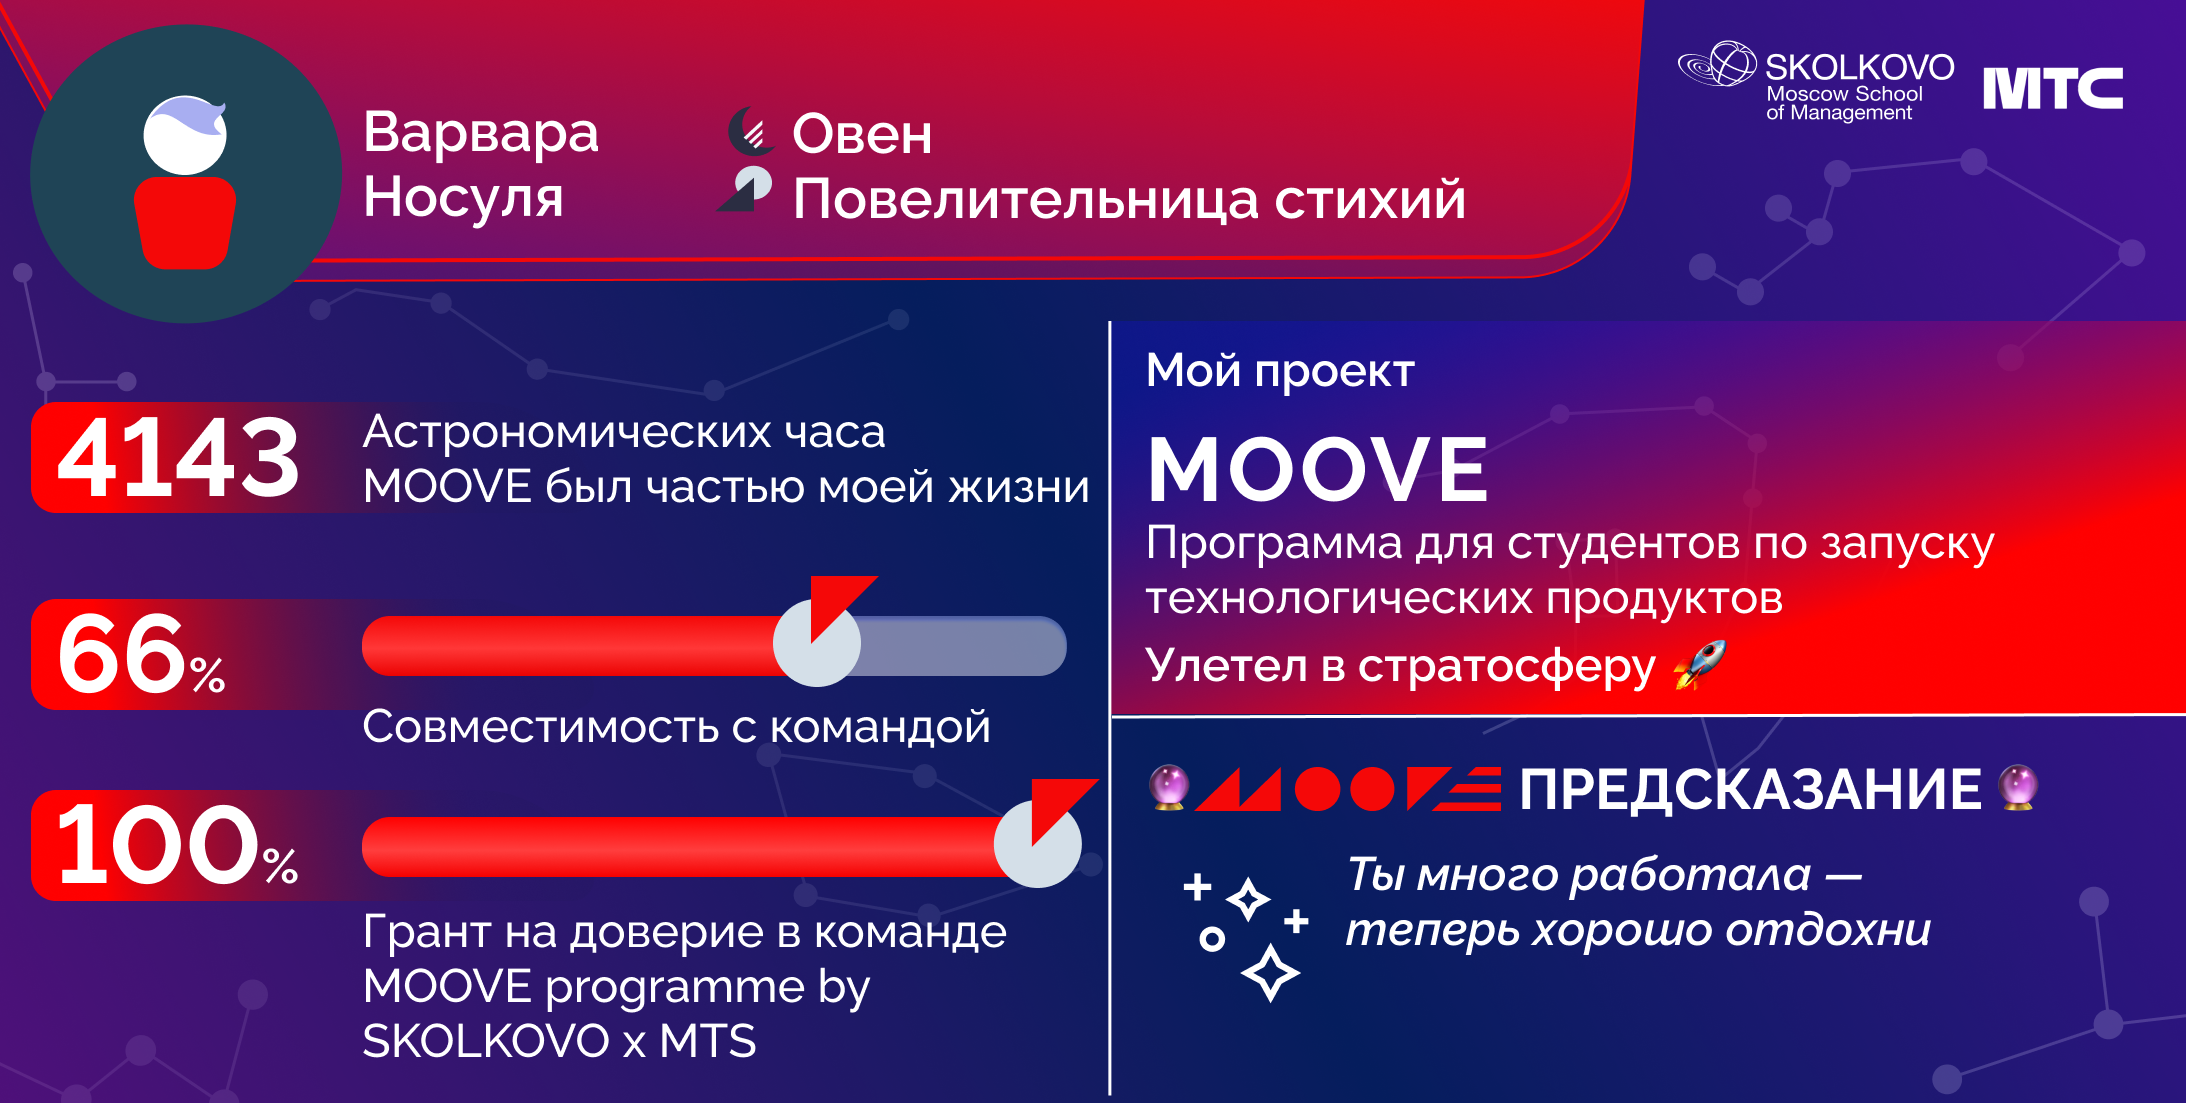 Варвара
Носуля
Овен
Повелительница стихий
SKOLKOVO
Moscow School
of Management
МТС
4143
Астрономических часа
MOOVE был частью моей жизни
66%
Совместимость с командой
100%
Грант на доверие в команде
MOOVE programme by
SKOLKOVO x MTS
Мой проект
MOOVE
Программа для студентов по запуску
технологических продуктов
Улетел в стратосферу 🚀
🔮MOOVE ПРЕДСКАЗАНИЕ🔮
Ты много работала —
теперь хорошо отдохни